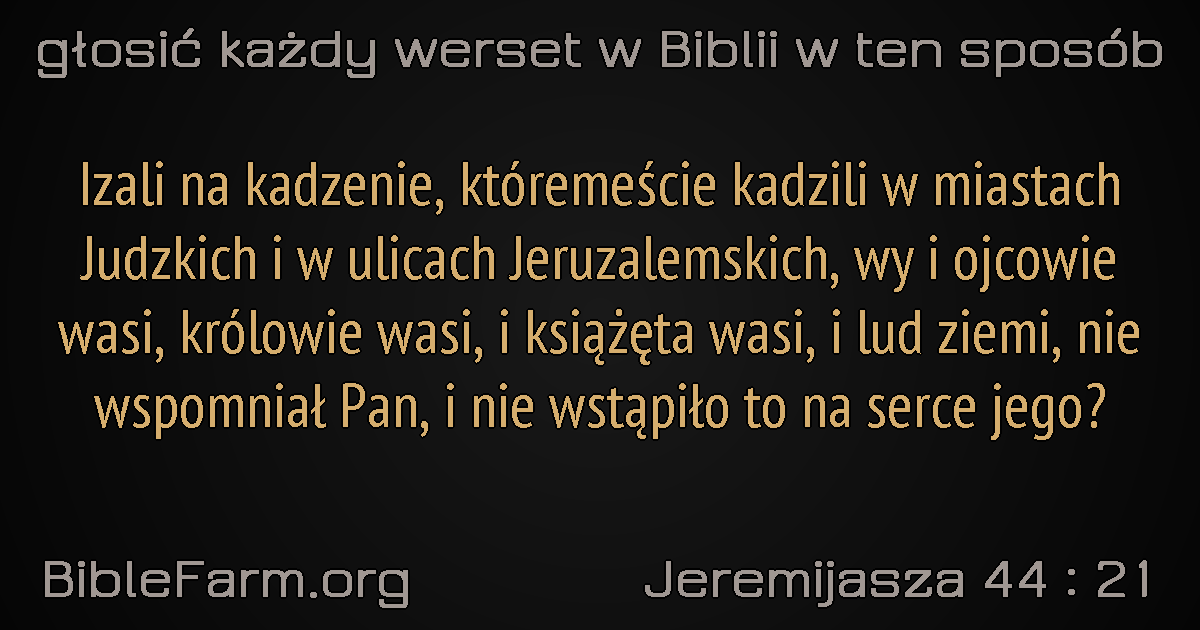 głosić każdy werset w Biblii w ten sposób
Izali na kadzenie, któremeście kadzili w miastach
Judzkich i w ulicach Jeruzalemskich, wy i ojcowie
wasi, królowie wasi, i książęta wasi, i lud ziemi, nie
wspomniał Pan, i nie wstąpiło to na serce jego?
BibleFarm.org
Jeremijasza 44 : 21